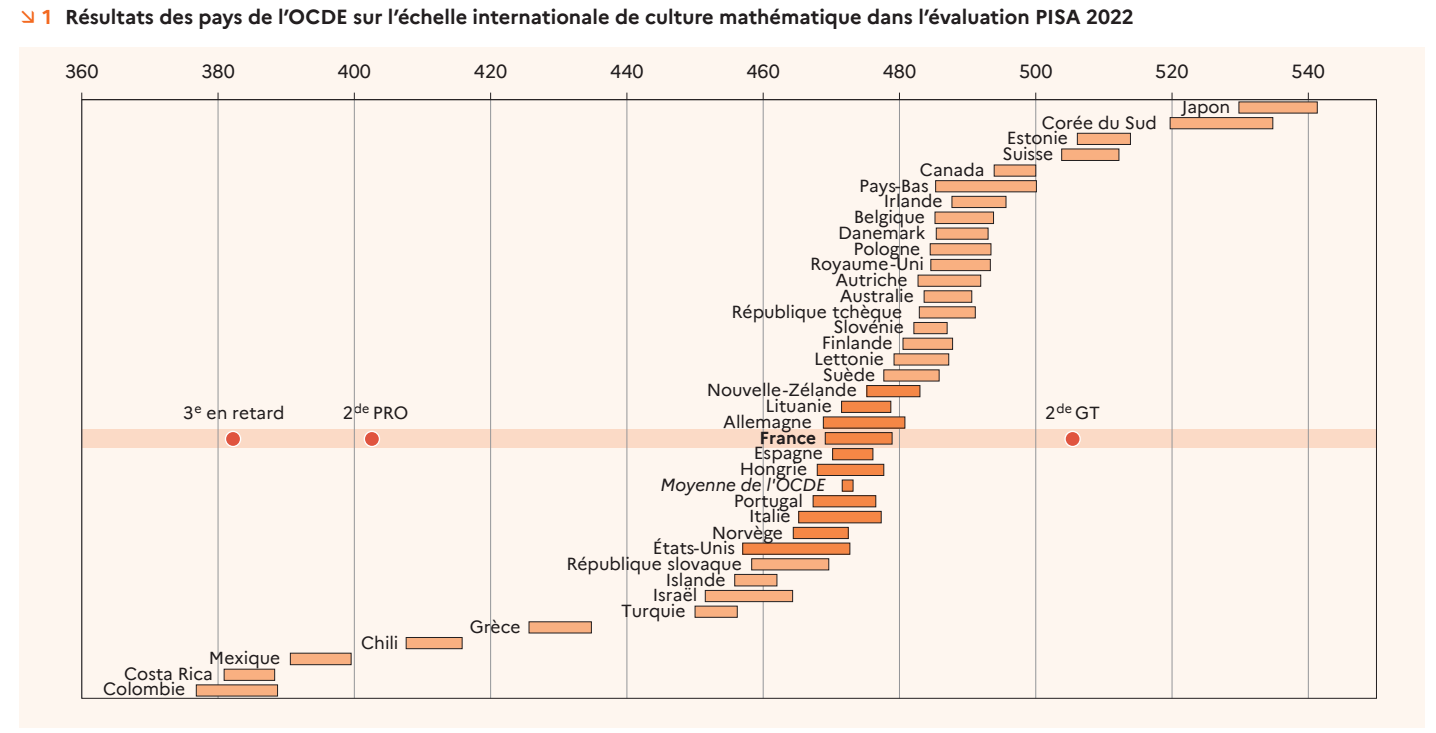 ↘ 1 Résultats des pays de l'OCDE sur l'échelle internationale de culture mathématique dans l'évaluation PISA 2022
360 380 400 420 440 460 480 500 520 540
Japon
Corée du Sud
Estonie
Suisse
Canada
Pays-Bas
Irlande
Belgique
Danemark
Pologne
Royaume-Uni
Autriche
Australie
République tchèque
Slovénie
Finlande
Lettonie
Suède
Nouvelle-Zélande
Lituanie
3e en retard 2de PRO 2de GT
Allemagne
France
Espagne
Hongrie
Moyenne de l'OCDE
Portugal
Italie
Norvège
États-Unis
République slovaque
Islande
Israël
Turquie
Grèce
Chili
Mexique
Costa Rica
Colombie